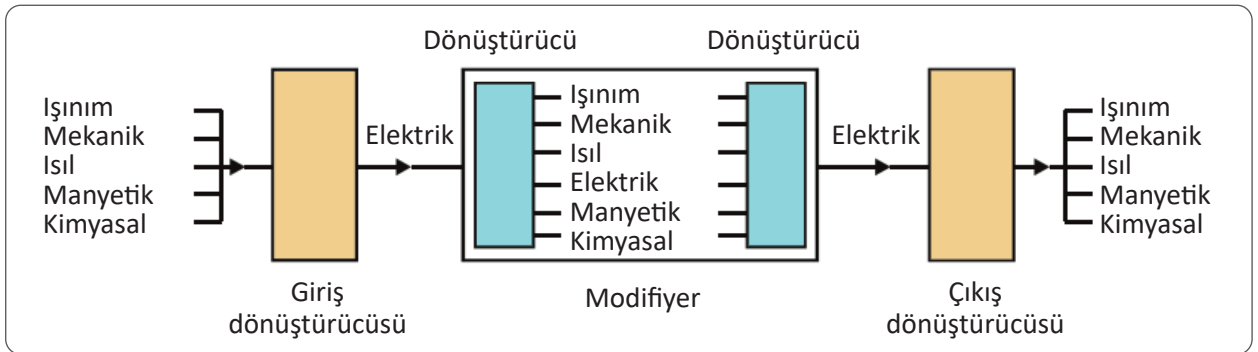 Dönüştürücü
Dönüştürücü
Işınım
Mekanik
Isıl
Manyetik
Kimyasal
Elektrik
Işınım
Mekanik
Isıl
Elektrik
Manyetik
Kimyasal
Elektrik
Işınım
Mekanik
Isıl
Manyetik
Kimyasal
Giriş
dönüştürücüsü
Modifiyer
Çıkış
dönüştürücüsü